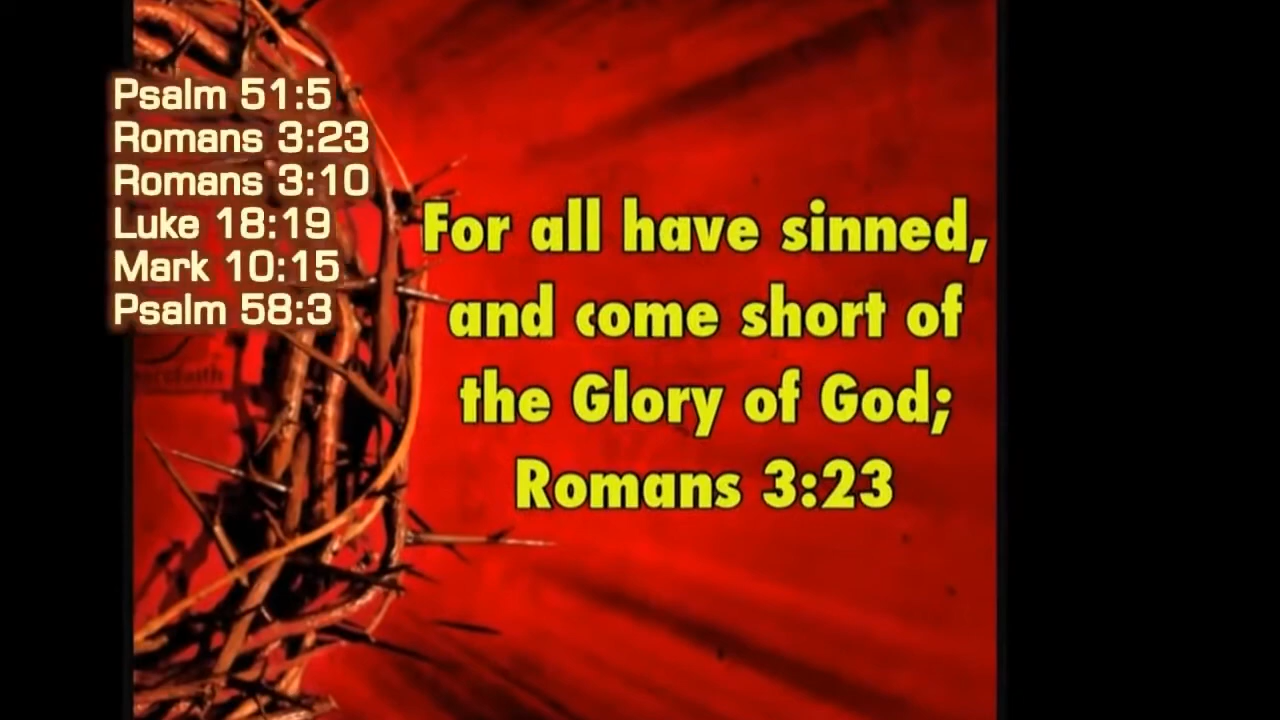 Psalm 51:5
Romans 3:23
Romans 3:10
Luke 18:19
Mark 10:15
Psalm 58:3
For all have sinned,
and come short of
the Glory of God;
Romans 3:23